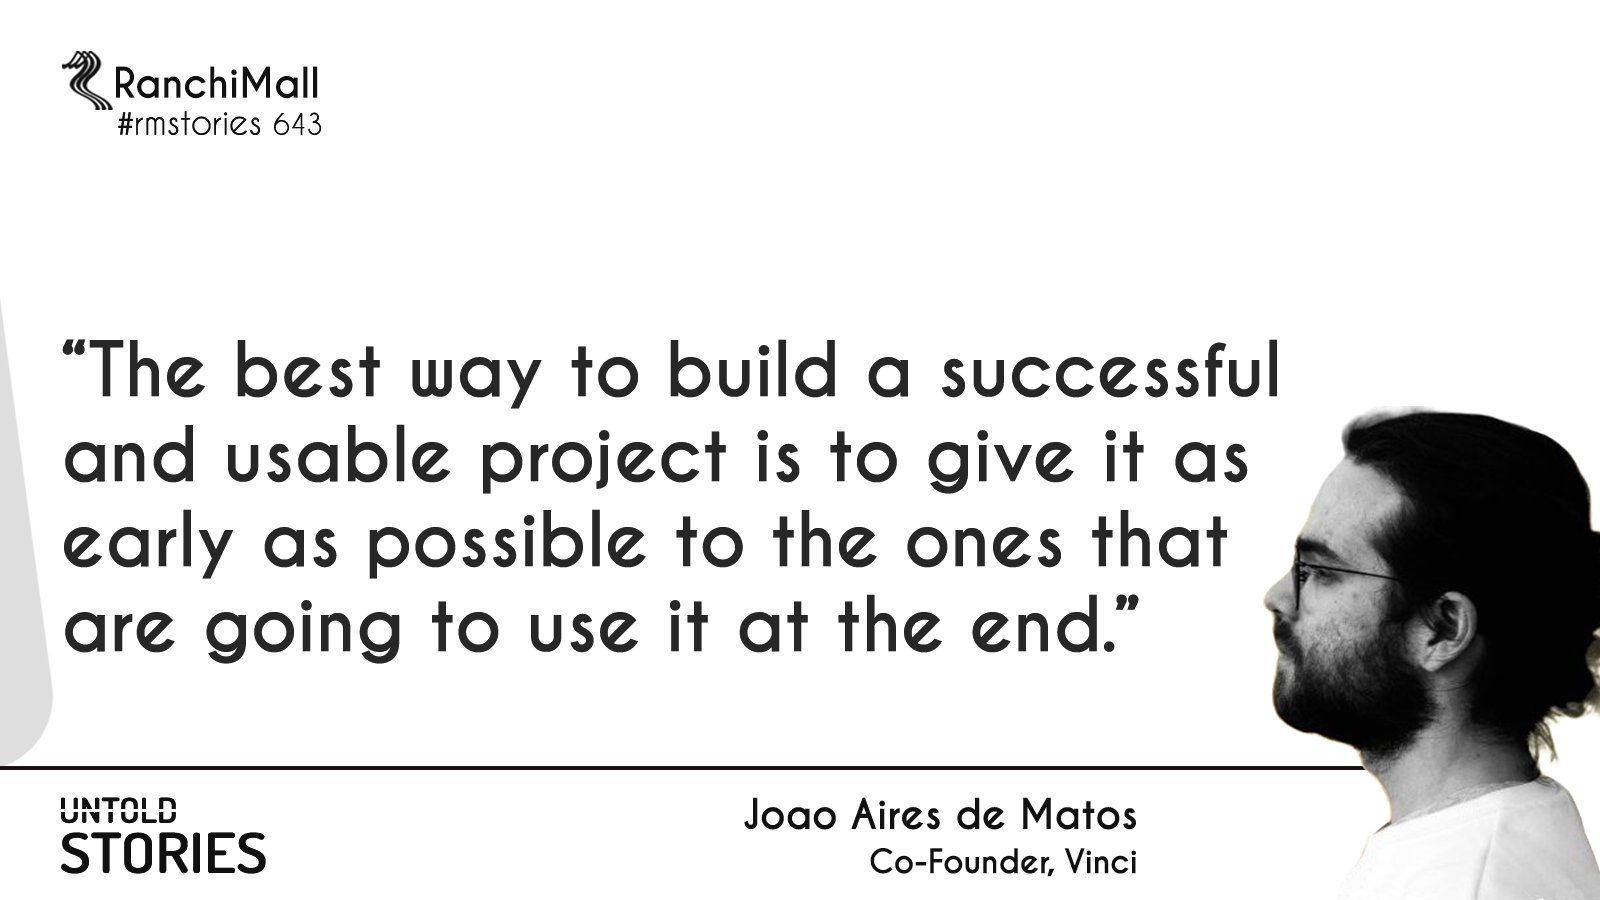 RanchiMall
#rmstories 643
“The best way to build a successful
and usable project is to give it as
early as possible to the ones that
are going to use it at the end.”
UNTOLD
STORIES
Joao Aires de Matos
Co-Founder, Vinci